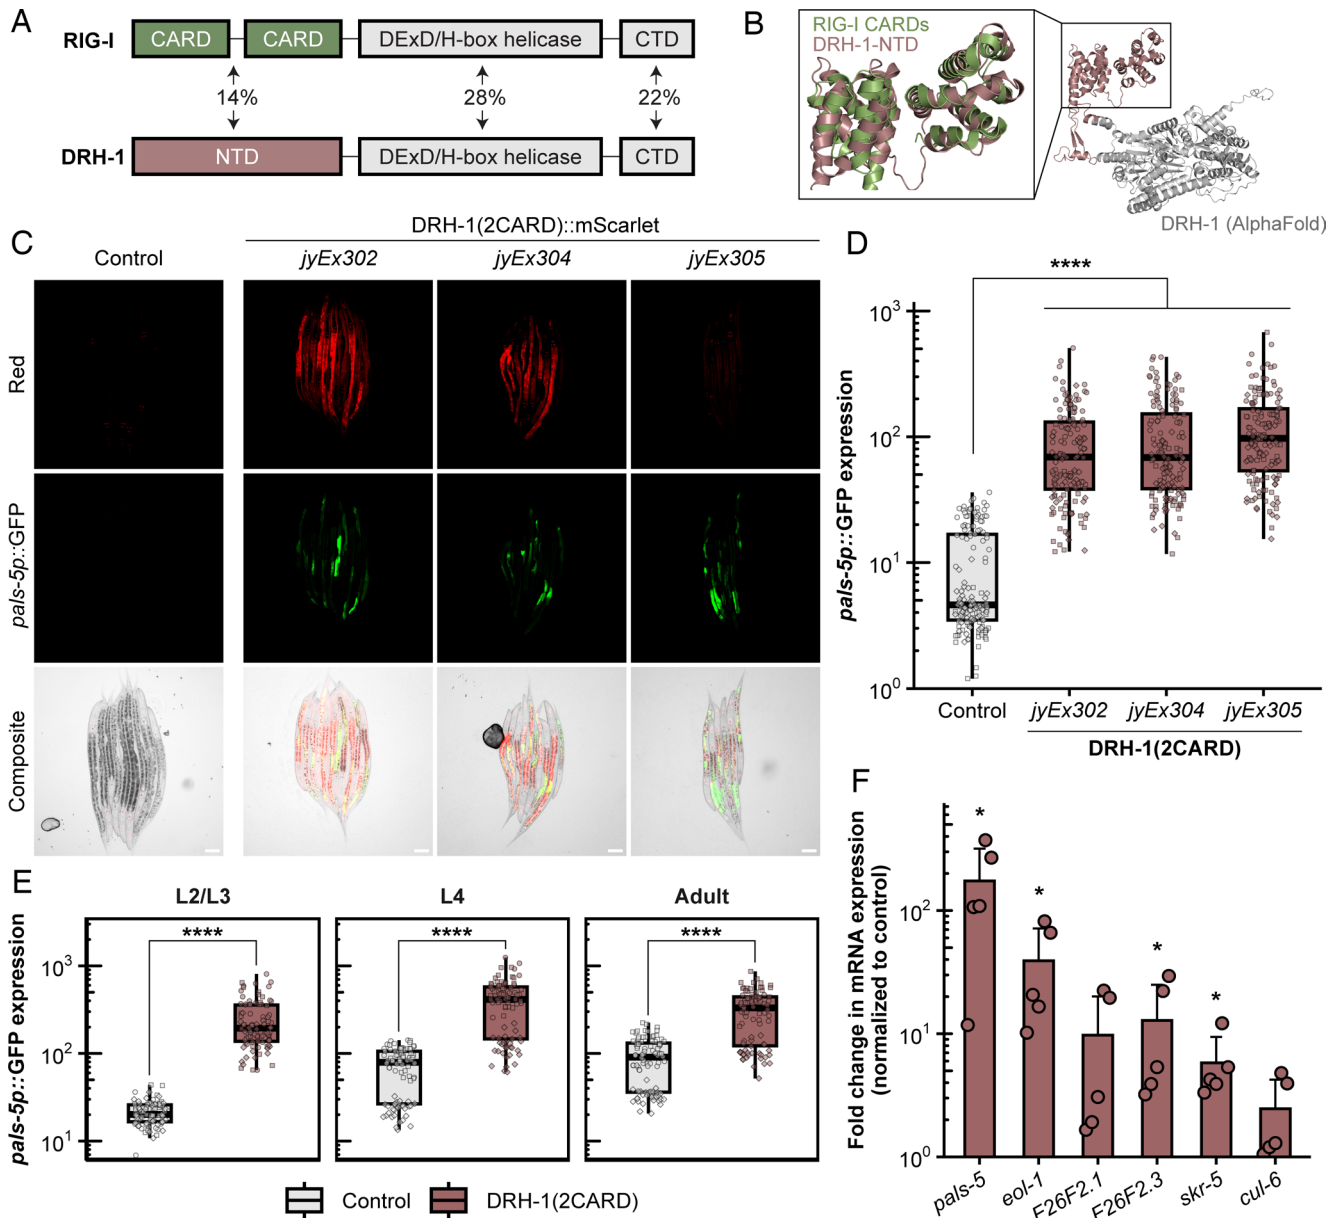 A
RIG-I
CARD
CARD
DExD/H-box helicase
CTD
14%
28%
22%
DRH-1
NTD
DExD/H-box helicase
CTD
B
RIG-I CARDs
DRH-1-NTD
DRH-1 (AlphaFold)
C
DRH-1(2CARD)::mScarlet
Control
jyEx302
jyEx304
jyEx305
Red
pals-5p::GFP
Composite
D
****
pals-5p::GFP expression
10³
10²
10¹
10⁰
Control
jyEx302
jyEx304
jyEx305
DRH-1(2CARD)
E
L2/L3
L4
Adult
pals-5p::GFP expression
10³
10²
10¹
****
****
****
Control
DRH-1(2CARD)
F
Fold change in mRNA expression
(normalized to control)
10²
10¹
10⁰
*
*
*
*
pals-5
eol-1
F26F2.1
F26F2.3
skr-5
cul-6